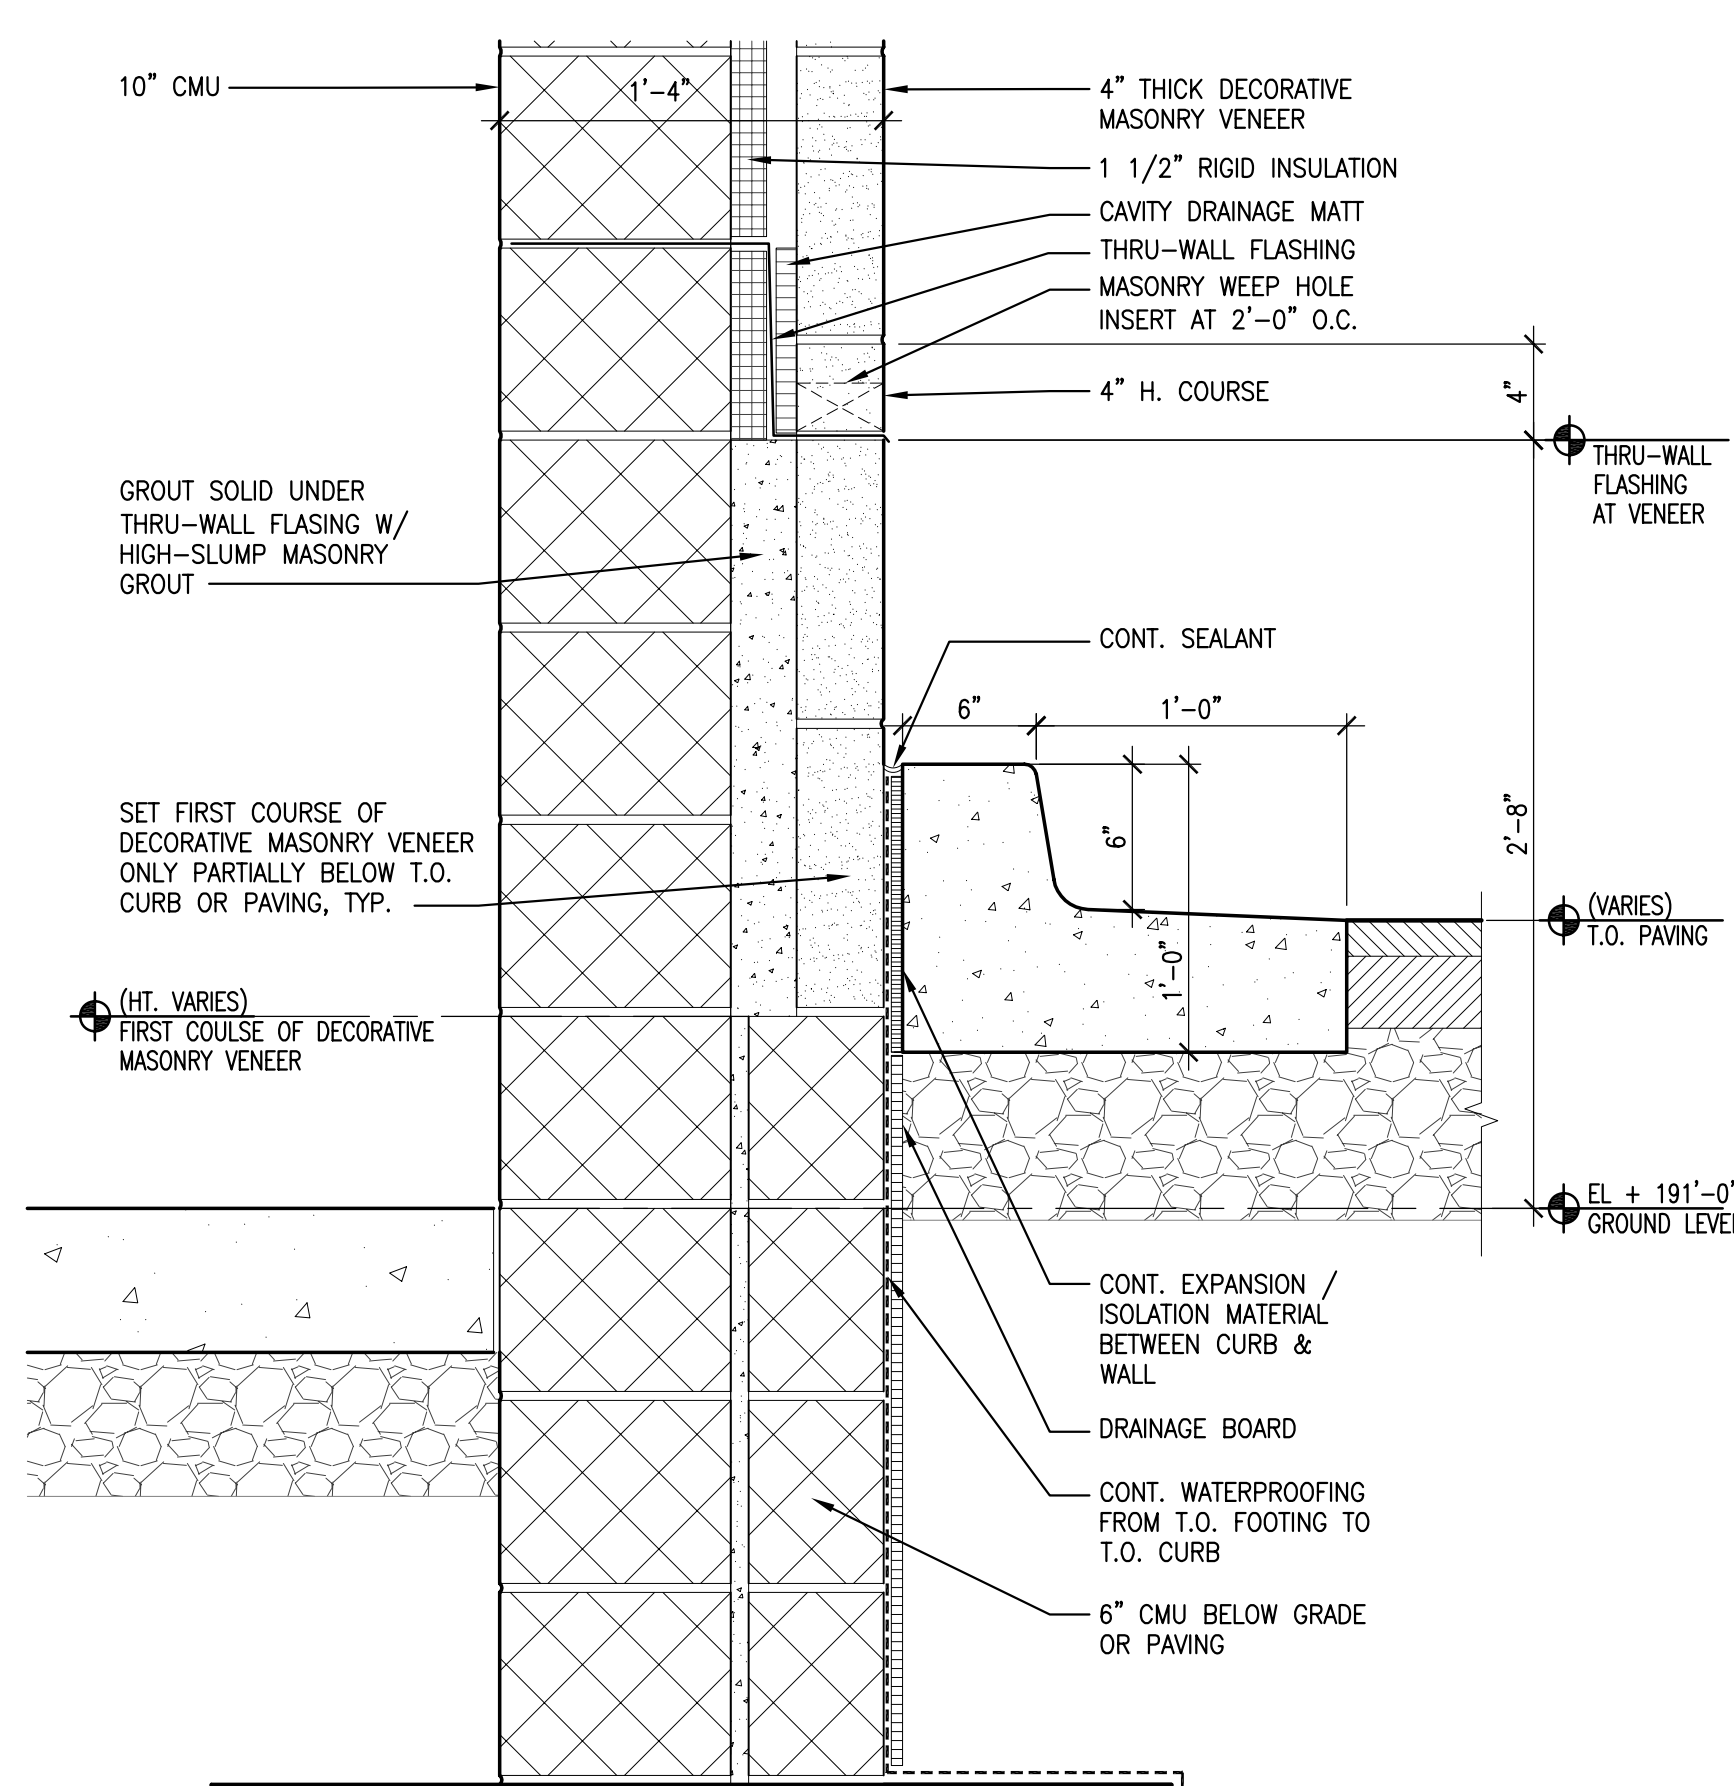 10" CMU
1'-4"
4" THICK DECORATIVE
MASONRY VENEER
1 1/2" RIGID INSULATION
CAVITY DRAINAGE MATT
THRU-WALL FLASHING
MASONRY WEEP HOLE
INSERT AT 2'-0" O.C.
4" H. COURSE
4"
THRU-WALL
FLASHING
AT VENEER
GROUT SOLID UNDER
THRU-WALL FLASING W/
HIGH-SLUMP MASONRY
GROUT
CONT. SEALANT
6"
1'-0"
SET FIRST COURSE OF
DECORATIVE MASONRY VENEER
ONLY PARTIALLY BELOW T.O.
CURB OR PAVING, TYP.
6"
1'-0"
2'-8"
(VARIES)
T.O. PAVING
(HT. VARIES)
FIRST COULSE OF DECORATIVE
MASONRY VENEER
EL + 191'-0"
GROUND LEVE
CONT. EXPANSION /
ISOLATION MATERIAL
BETWEEN CURB &
WALL
DRAINAGE BOARD
CONT. WATERPROOFING
FROM T.O. FOOTING TO
T.O. CURB
6" CMU BELOW GRADE
OR PAVING